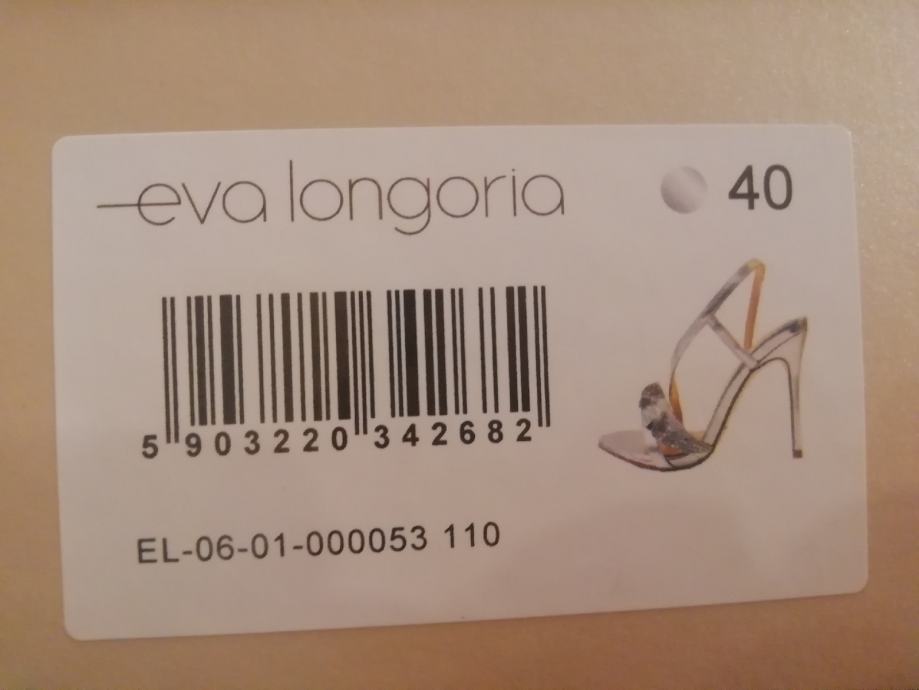 eva longoria
40
5 903220 342682
EL-06-01-000053 110